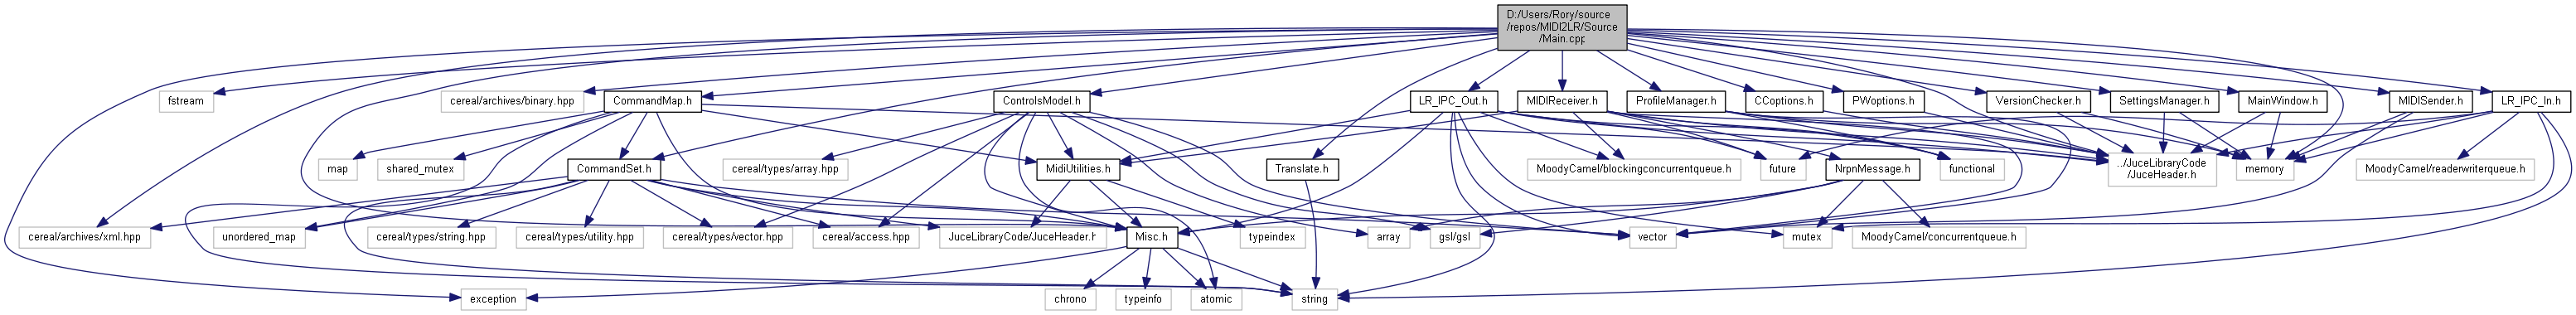 D:/Users/Rory/source
/repos/MIDI2LR/Source
/Main.cpp
fstream
cereal/archives/binary.hpp
CommandMap.h
ControlsModel.h
LR_IPC_Out.h
MIDIReceiver.h
ProfileManager.h
CCoptions.h
PWoptions.h
VersionChecker.h
SettingsManager.h
MainWindow.h
MIDISender.h
LR_IPC_In.h
map
shared_mutex
CommandSet.h
cereal/types/array.hpp
MidiUtilities.h
Translate.h
MoodyCamel/blockingconcurrentqueue.h
future
NrpnMessage.h
functional
../JuceLibraryCode
/JuceHeader.h
memory
MoodyCamel/readerwriterqueue.h
cereal/archives/xml.hpp
unordered_map
cereal/types/string.hpp
cereal/types/utility.hpp
cereal/types/vector.hpp
cereal/access.hpp
JuceLibraryCode/JuceHeader.h
Misc.h
typeindex
array
gsl/gsl
vector
mutex
MoodyCamel/concurrentqueue.h
exception
chrono
typeinfo
atomic
string